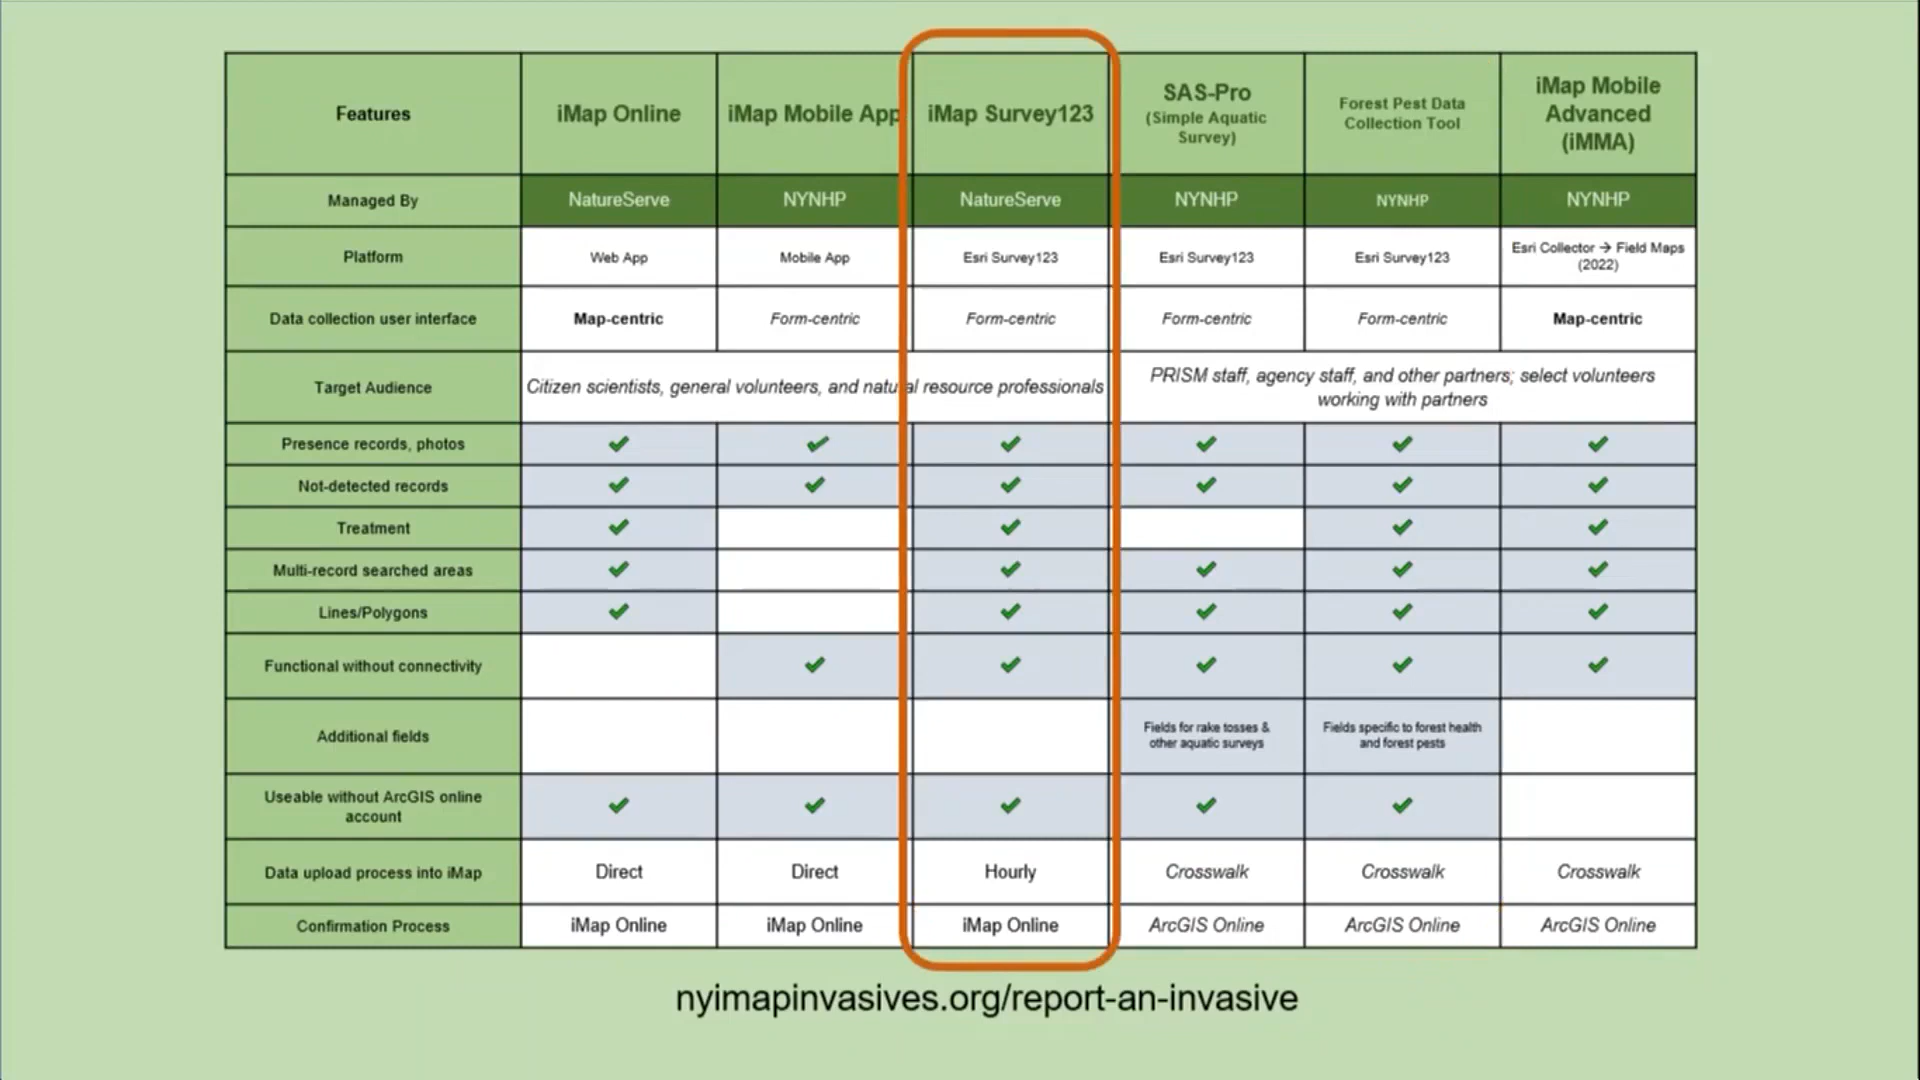 Features iMap Online iMap Mobile App iMap Survey123 SAS-Pro (Simple Aquatic Survey) Forest Pest Data Collection Tool iMap Mobile Advanced (iMMA)
Managed By NatureServe NYNHP NatureServe NYNHP NYNHP NYNHP
Platform Web App Mobile App Esri Survey123 Esri Survey123 Esri Survey123 Esri Collector → Field Maps (2022)
Data collection user interface Map-centric Form-centric Form-centric Form-centric Form-centric Map-centric
Target Audience Citizen scientists, general volunteers, and natural resource professionals PRISM staff, agency staff, and other partners; select volunteers working with partners
Presence records, photos ✔ ✔ ✔ ✔ ✔ ✔
Not-detected records ✔ ✔ ✔ ✔ ✔ ✔
Treatment ✔ ✔ ✔ ✔
Multi-record searched areas ✔ ✔ ✔ ✔ ✔
Lines/Polygons ✔ ✔ ✔ ✔ ✔
Functional without connectivity ✔ ✔ ✔ ✔ ✔
Additional fields Fields for rake tosses & other aquatic surveys Fields specific to forest health and forest pests
Useable without ArcGIS online account ✔ ✔ ✔ ✔ ✔
Data upload process into iMap Direct Direct Hourly Crosswalk Crosswalk Crosswalk
Confirmation Process iMap Online iMap Online iMap Online ArcGIS Online ArcGIS Online ArcGIS Online
nyimapinvasives.org/report-an-invasive